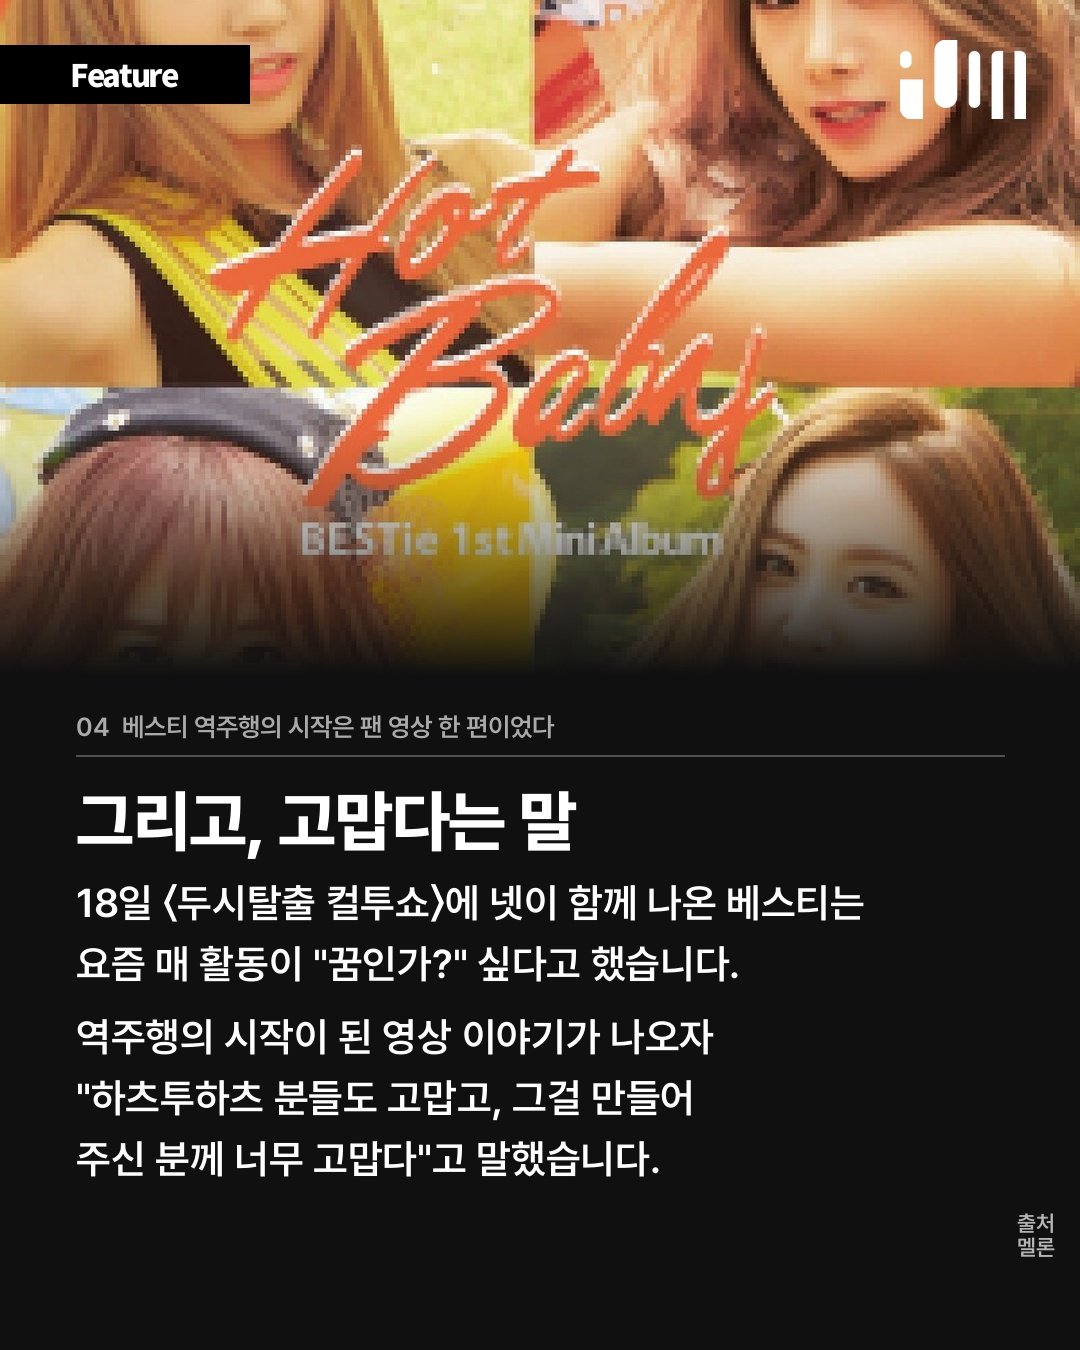 Feature
Hot
Baby
BESTie 1st Mini Album
04 베스티 역주행의 시작은 팬 영상 한 편이었다
그리고, 고맙다는 말
18일 〈두시탈출 컬투쇼〉에 넷이 함께 나온 베스티는
요즘 매 활동이 "꿈인가?" 싶다고 했습니다.
역주행의 시작이 된 영상 이야기가 나오자
"하츠투하츠 분들도 고맙고, 그걸 만들어
주신 분께 너무 고맙다"고 말했습니다.
출처
멜론